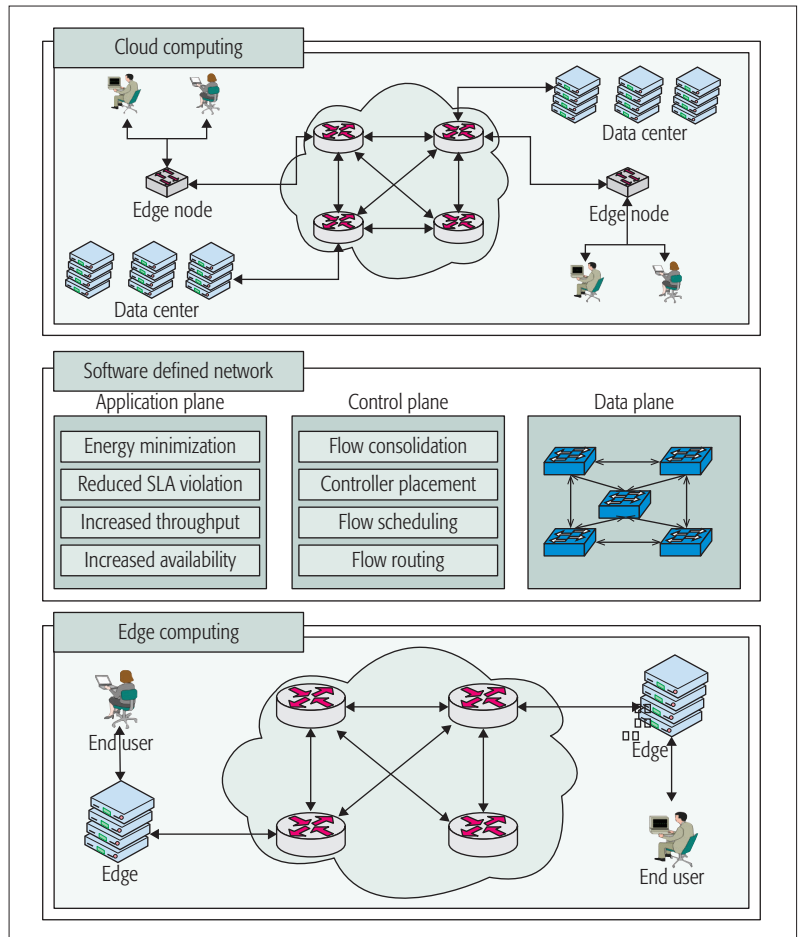 Cloud computing
Data center
Edge node
Edge node
Data center
Software defined network
Application plane
Control plane
Data plane
Energy minimization
Reduced SLA violation
Increased throughput
Increased availability
Flow consolidation
Controller placement
Flow scheduling
Flow routing
Edge computing
End user
Edge
Edge
End user